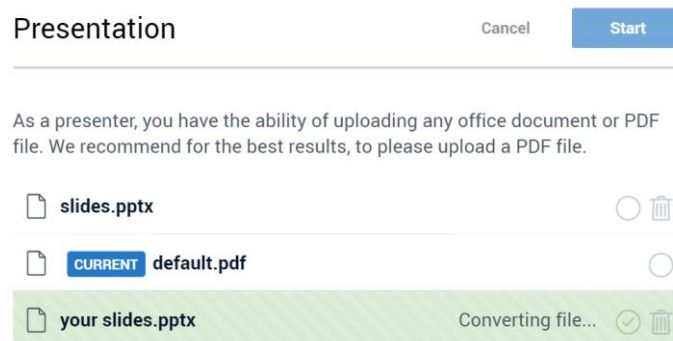 Presentation Cancel Start
As a presenter, you have the ability of uploading any office document or PDF
file. We recommend for the best results, to please upload a PDF file.
slides.pptx
CURRENT default.pdf
your slides.pptx Converting file...